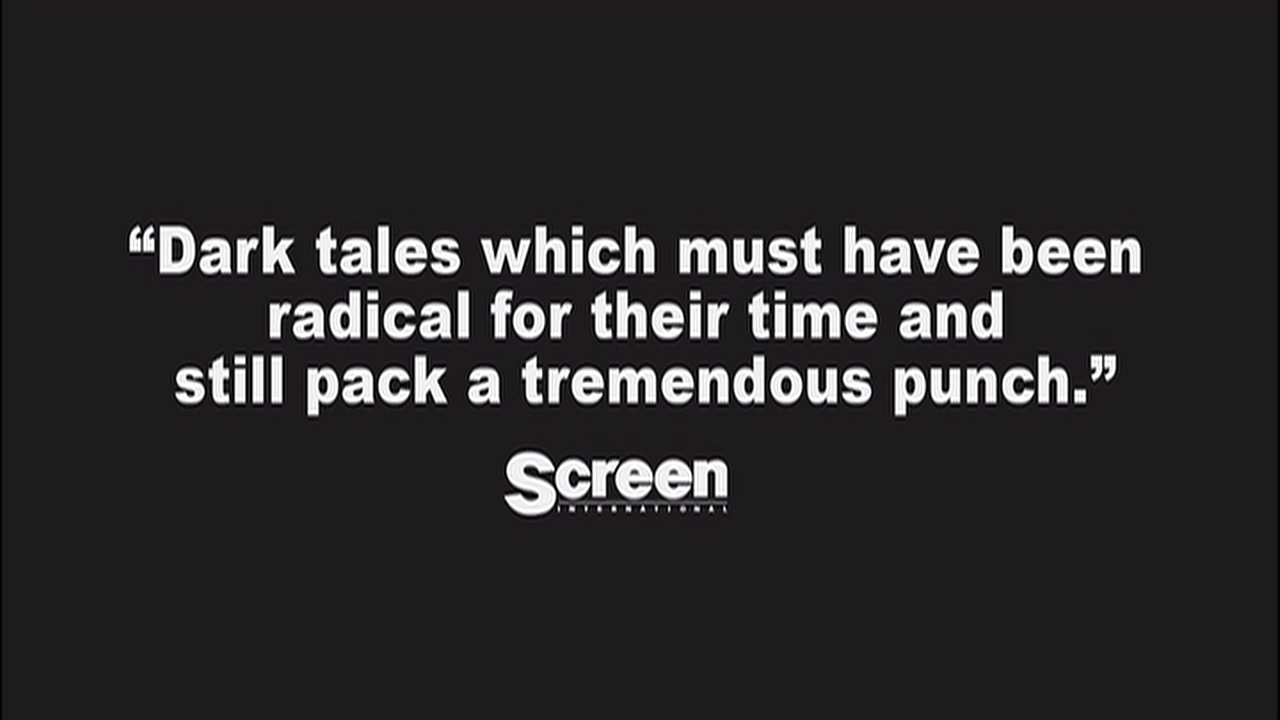 “Dark tales which must have been
radical for their time and
still pack a tremendous punch.”
Screen
INTERNATIONAL